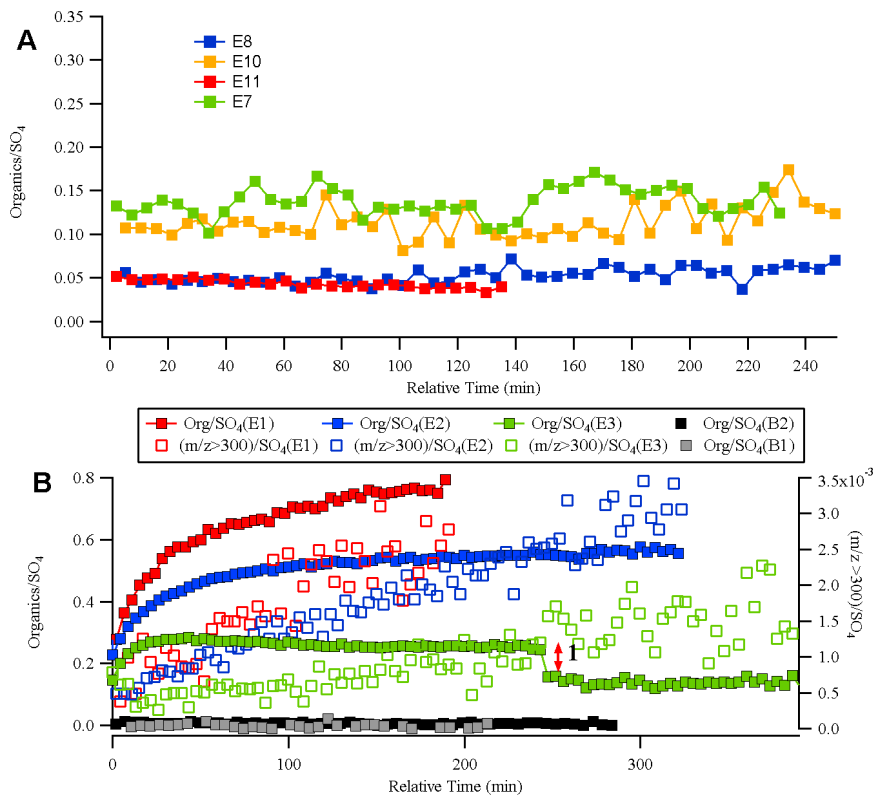 A
0.35
0.30
0.25
0.20
0.15
0.10
0.05
0.00
Organics/SO4
E8
E10
E11
E7
0 20 40 60 80 100 120 140 160 180 200 220 240
Relative Time (min)
Org/SO4(E1) Org/SO4(E2) Org/SO4(E3) Org/SO4(B2)
(m/z>300)/SO4(E1) (m/z>300)/SO4(E2) (m/z>300)/SO4(E3) Org/SO4(B1)
B
0.8
0.6
0.4
0.2
0.0
Organics/SO4
1
3.5x10-3
3.0
2.5
2.0
1.5
1.0
0.5
0.0
(m/z >300)/SO4
0 100 200 300
Relative Time (min)